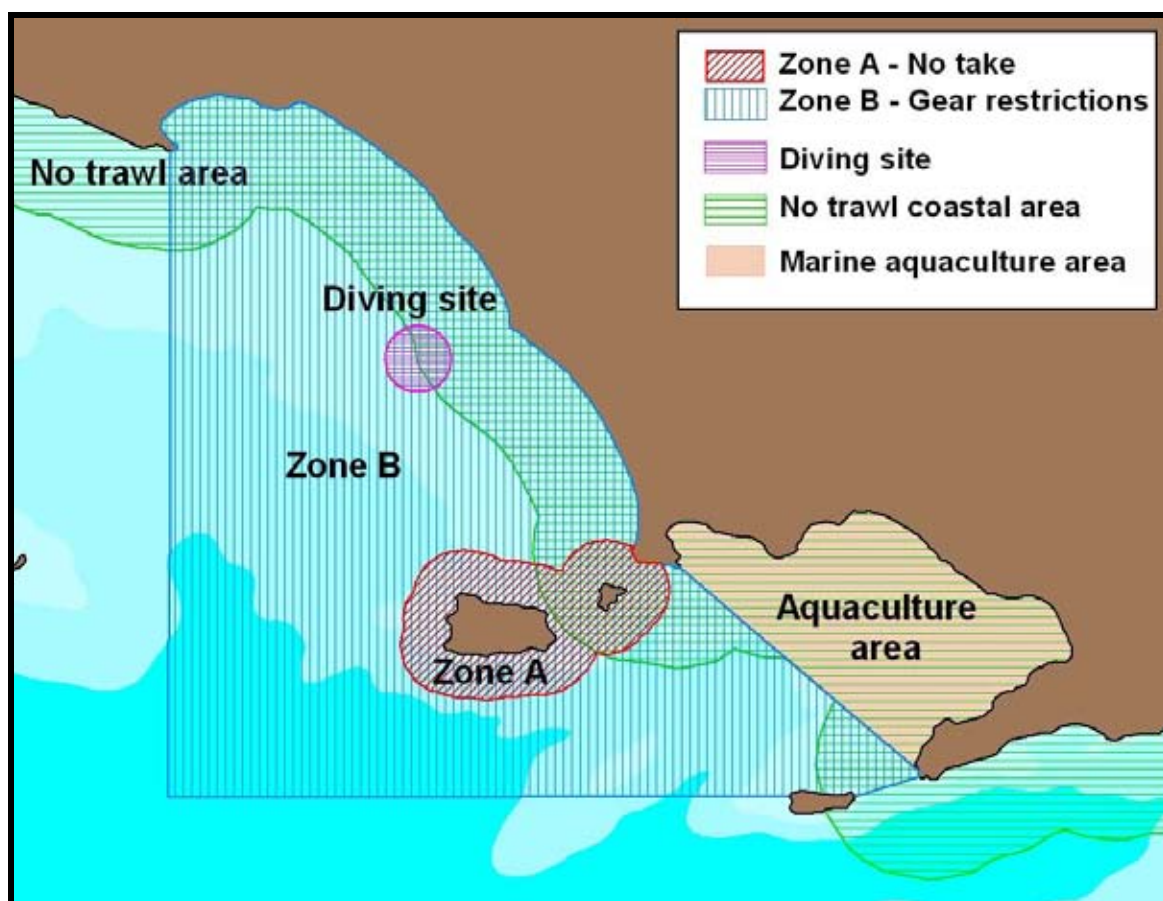 Zone A - No take
Zone B - Gear restrictions
Diving site
No trawl coastal area
Marine aquaculture area
No trawl area
Diving site
Zone B
Aquaculture
area
Zone A